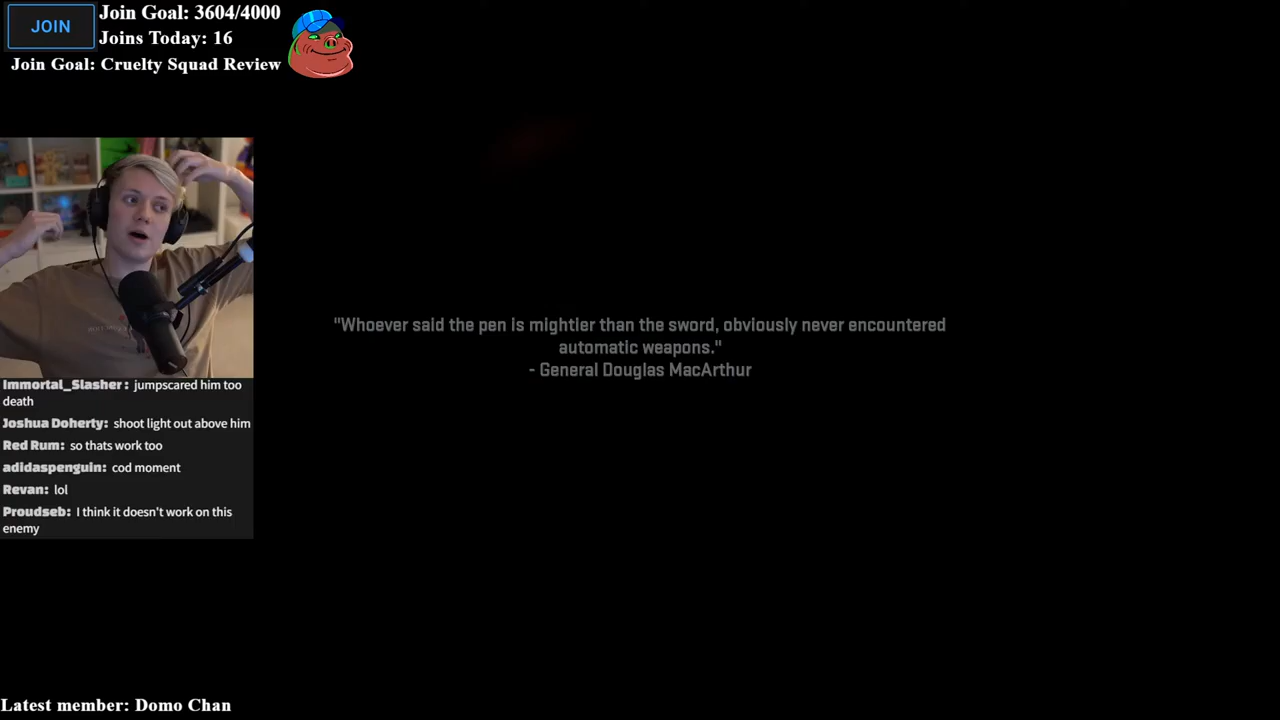 JOIN
Join Goal: 3604/4000
Joins Today: 16
Join Goal: Cruelty Squad Review
"Whoever said the pen is mightier than the sword, obviously never encountered
automatic weapons."
- General Douglas MacArthur
Immortal_Slasher: jumpscared him too
death
Joshua Doherty: shoot light out above him
Red Rum: so thats work too
adidaspenguin: cod moment
Revan: lol
Proudseb: I think it doesn't work on this
enemy
Latest member: Domo Chan